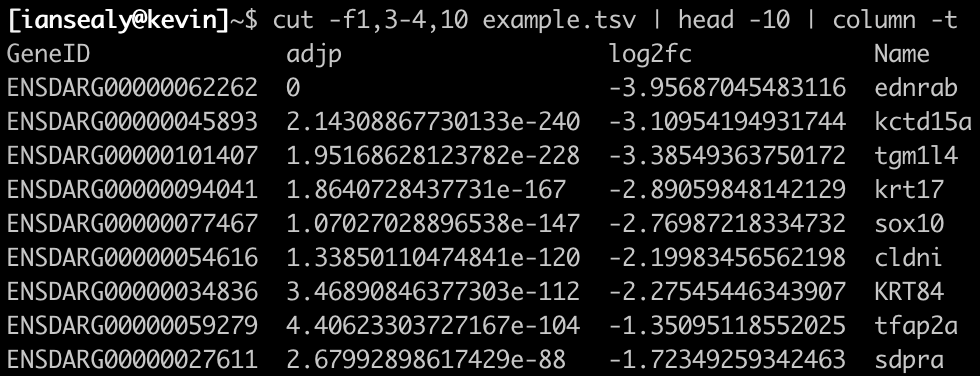 [iansealy@kevin]~$ cut -f1,3-4,10 example.tsv | head -10 | column -t
GeneID adjp log2fc Name
ENSDARG00000062262 0 -3.95687045483116 ednrab
ENSDARG00000045893 2.14308867730133e-240 -3.10954194931744 kctd15a
ENSDARG00000101407 1.95168628123782e-228 -3.38549363750172 tgm1l4
ENSDARG00000094041 1.8640728437731e-167 -2.89059848142129 krt17
ENSDARG00000077467 1.07027028896538e-147 -2.76987218334732 sox10
ENSDARG00000054616 1.33850110474841e-120 -2.19983456562198 cldni
ENSDARG00000034836 3.46890846377303e-112 -2.27545446343907 KRT84
ENSDARG00000059279 4.40623303727167e-104 -1.35095118552025 tfap2a
ENSDARG00000027611 2.67992898617429e-88 -1.72349259342463 sdpra